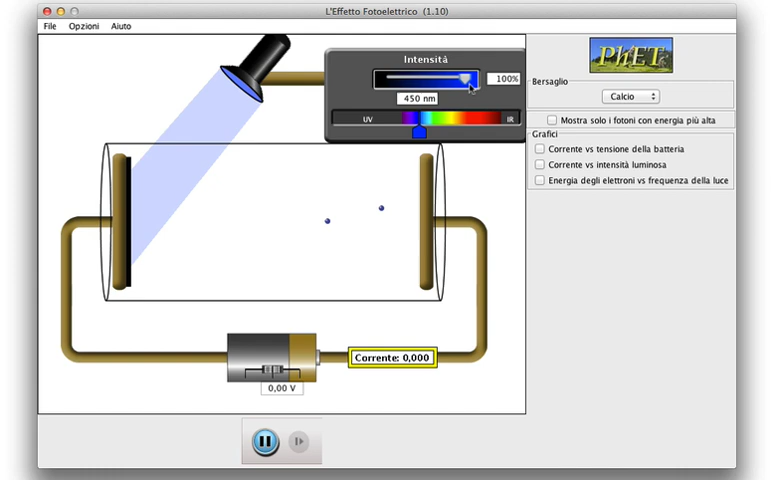 L'Effetto Fotoelettrico (1.10)
File Opzioni Aiuto
Intensità
100%
450 nm
UV IR
PhET
Bersaglio
Calcio
Mostra solo i fotoni con energia più alta
Grafici
Corrente vs tensione della batteria
Corrente vs intensità luminosa
Energia degli elettroni vs frequenza della luce
Corrente: 0,000
0,00 V